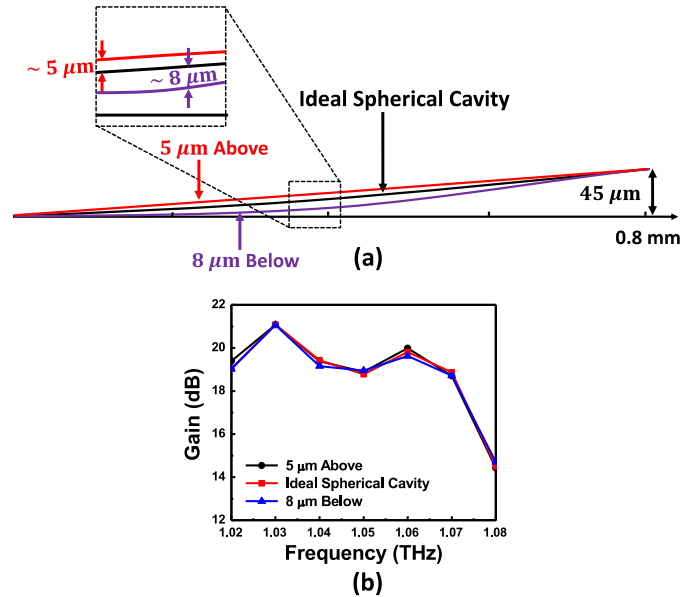 ~ 5 μm
~ 8 μm
Ideal Spherical Cavity
5 μm Above
45 μm
0.8 mm
8 μm Below
(a)
22
20
18
16
14
12
Gain (dB)
5 μm Above
Ideal Spherical Cavity
8 μm Below
1.02 1.03 1.04 1.05 1.06 1.07 1.08
Frequency (THz)
(b)